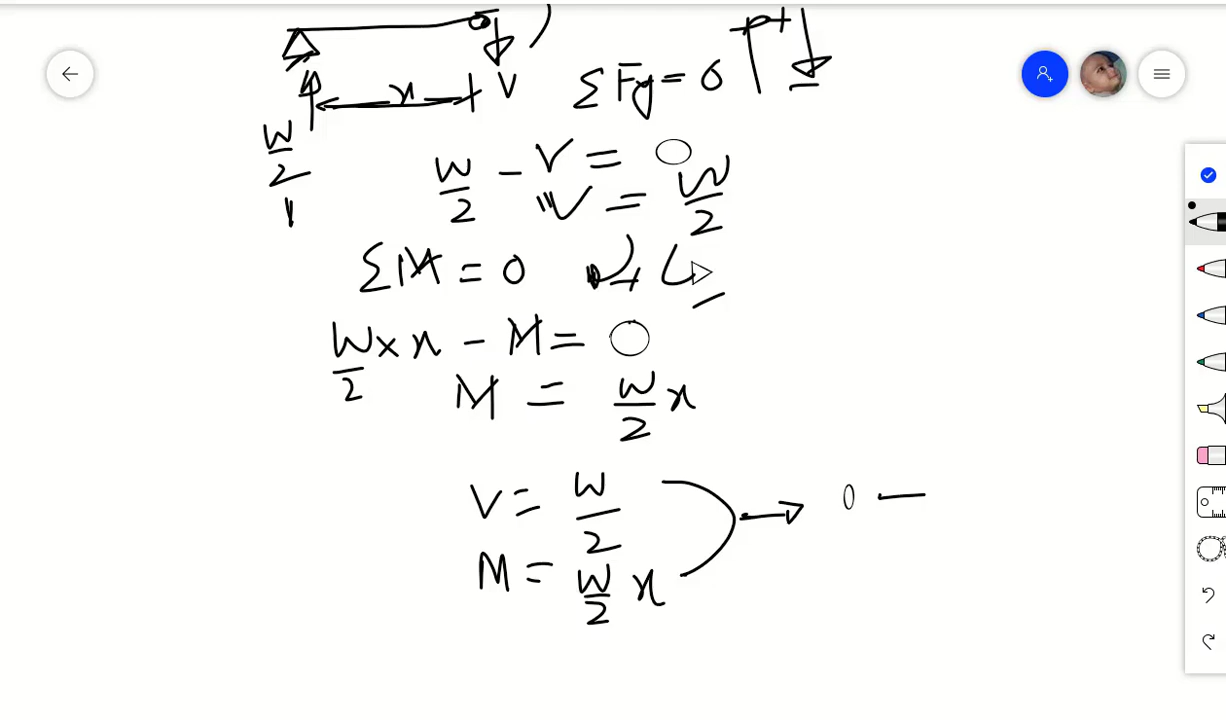 x V ΣFy = 0
W/2
W/2 - V = 0
V = W/2
ΣM = 0
W/2 × x - M = 0
M = W/2 x
V = W/2
M = W/2 x
0 —